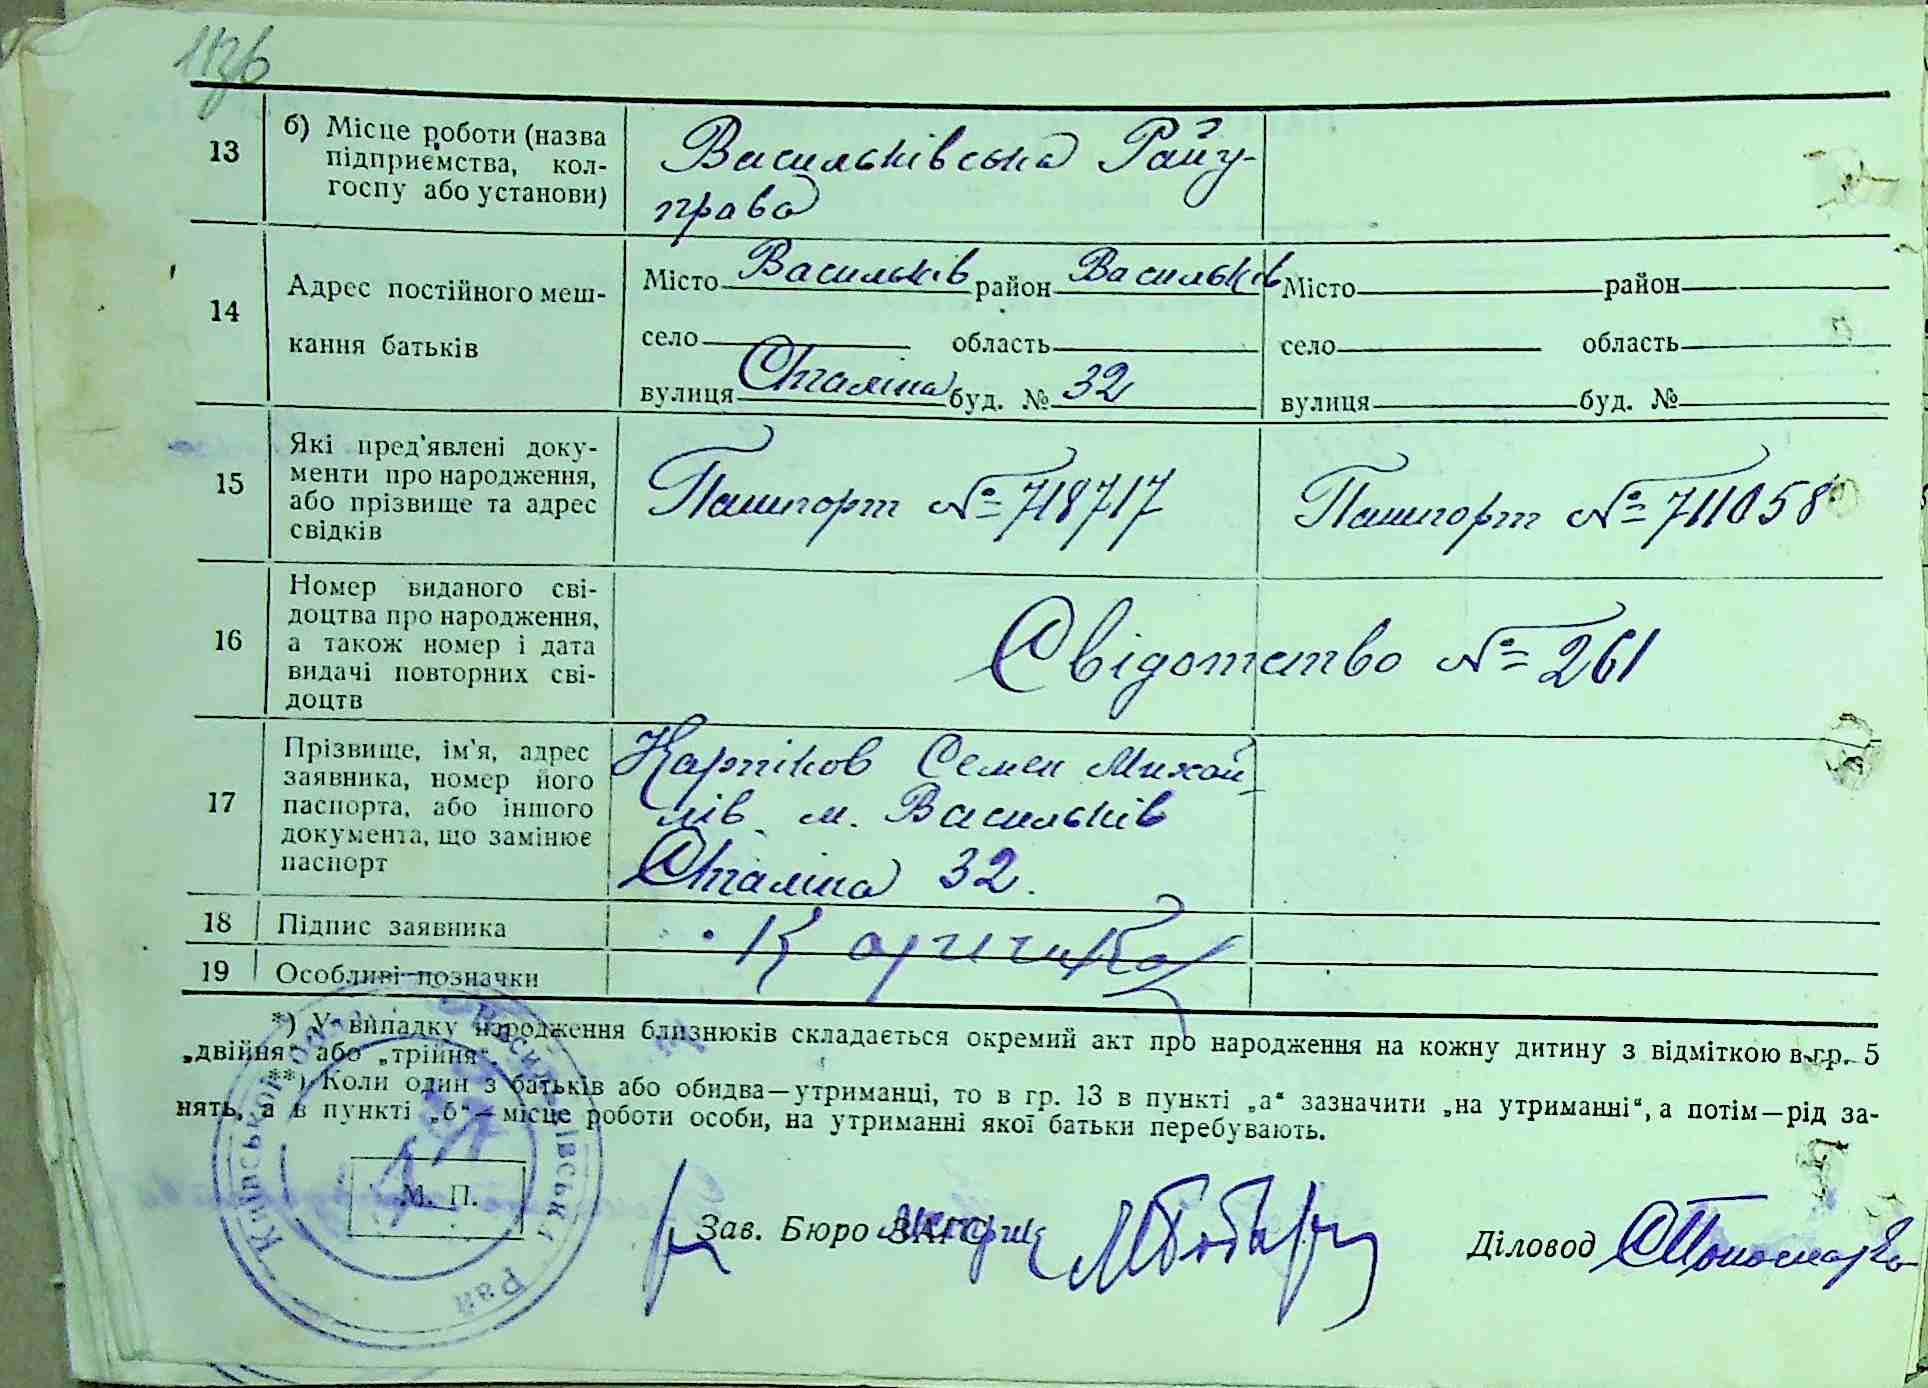 13
б) Місце роботи (назва
підприємства, кол-
госпу або установи)
Васильківська Райу-
права
14
Адрес постійного меш-
кання батьків
Місто Васильків район Васильків
село область
вулиця Сталіна буд. № 32
Місто район
село область
вулиця буд. №
15
Які пред'явлені доку-
менти про народження,
або прізвище та адрес
свідків
Пашпорт № 718717
Пашпорт № 711058
16
Номер виданого сві-
доцтва про народження,
а також номер і дата
видачі повторних сві-
доцтв
Свідотство № 261
17
Прізвище, ім'я, адрес
заявника, номер його
паспорта, або іншого
документа, що замінює
паспорт
Карпіков Семен Михай
лів. м. Васильків
Сталіна 32.
18
Підпис заявника
19
Особливі позначки
*) У випадку народження близнюків складається окремий акт про народження на кожну дитину з відміткою в гр. 5
„двійня" або „трійня".
**) Коли один з батьків або обидва—утриманці, то в гр. 13 в пункті „а" зазначити „на утриманні", а потім—рід за-
нять, а в пункті „б"—місце роботи особи, на утриманні якої батьки перебувають.
М. П.
Зав. Бюро ЗАГС
Діловод